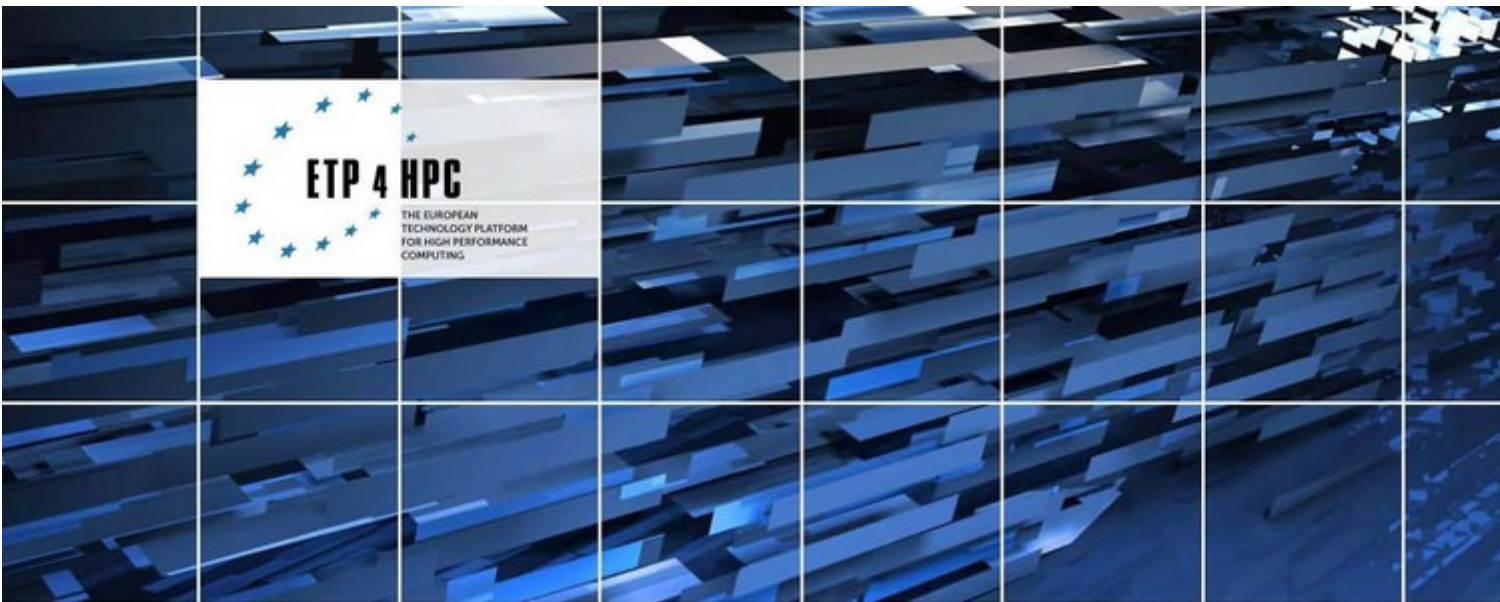 ETP 4 HPC
THE EUROPEAN
TECHNOLOGY PLATFORM
FOR HIGH PERFORMANCE
COMPUTING